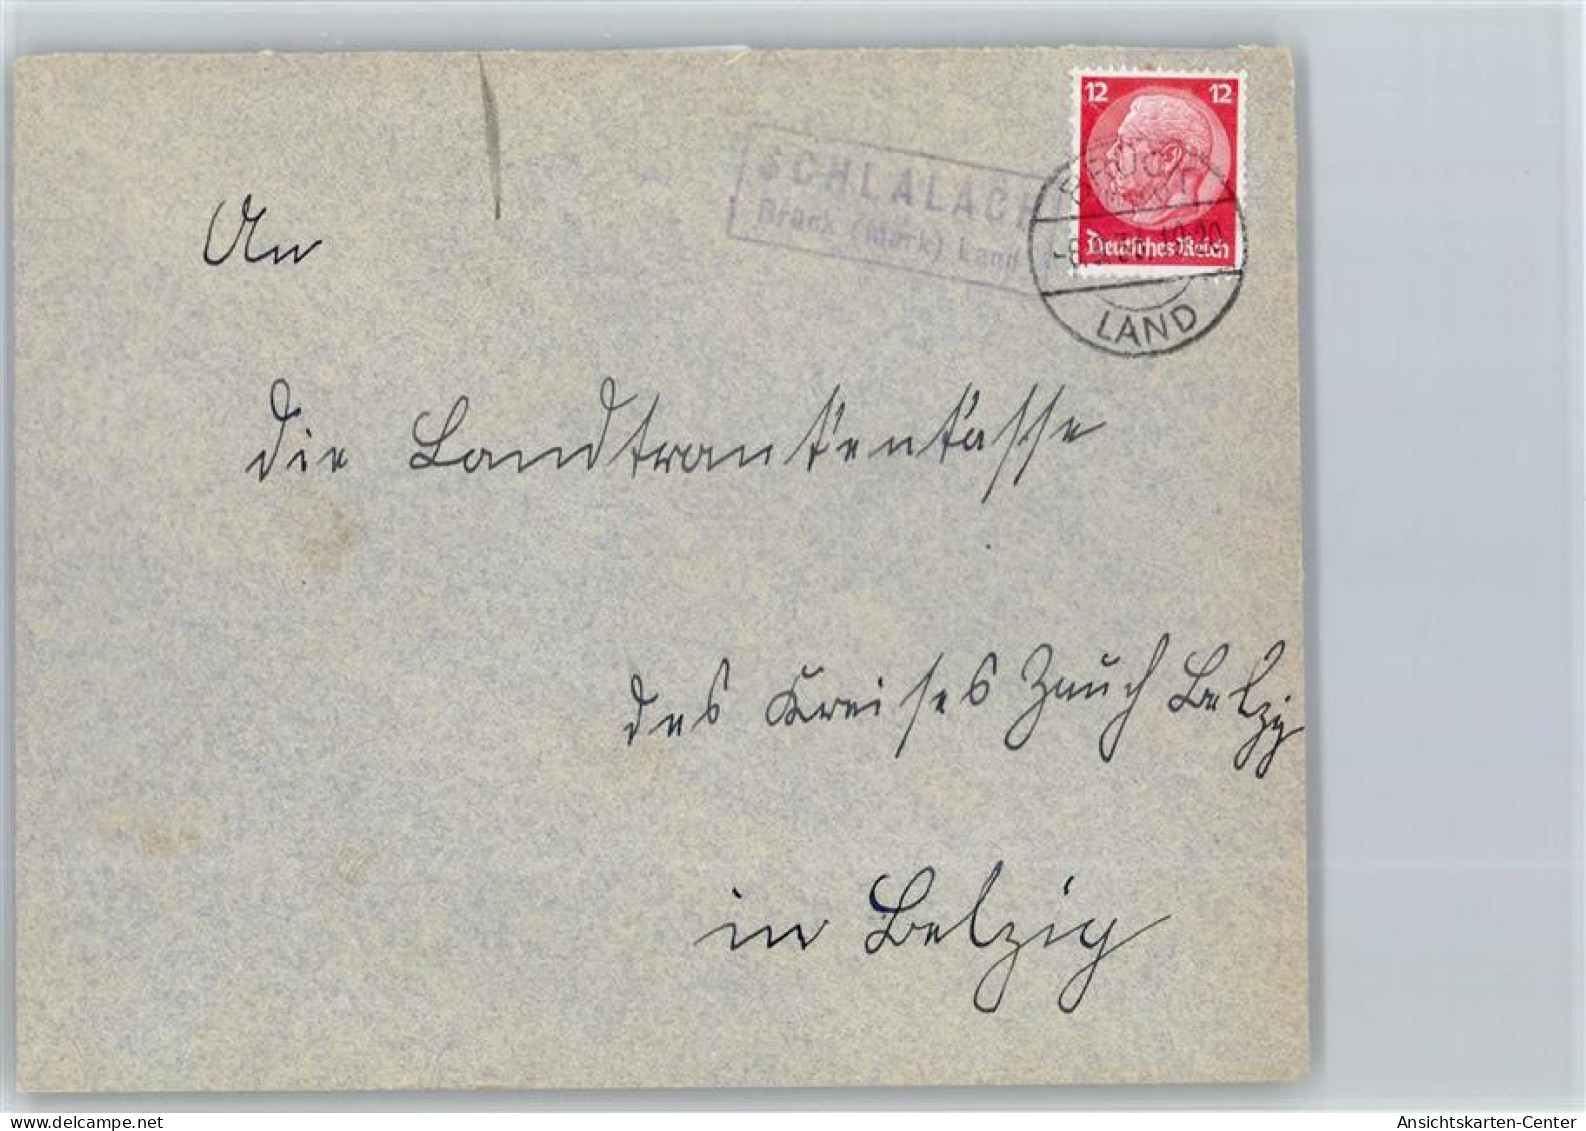 12 12
Deutsches Reich
SCHLALACH
Brück (Mark) Land
LAND
An
die Landkrankenkasse
des Kreises Zauch Belzig
in Belzig
delcampe.net
Ansichtskarten-Center